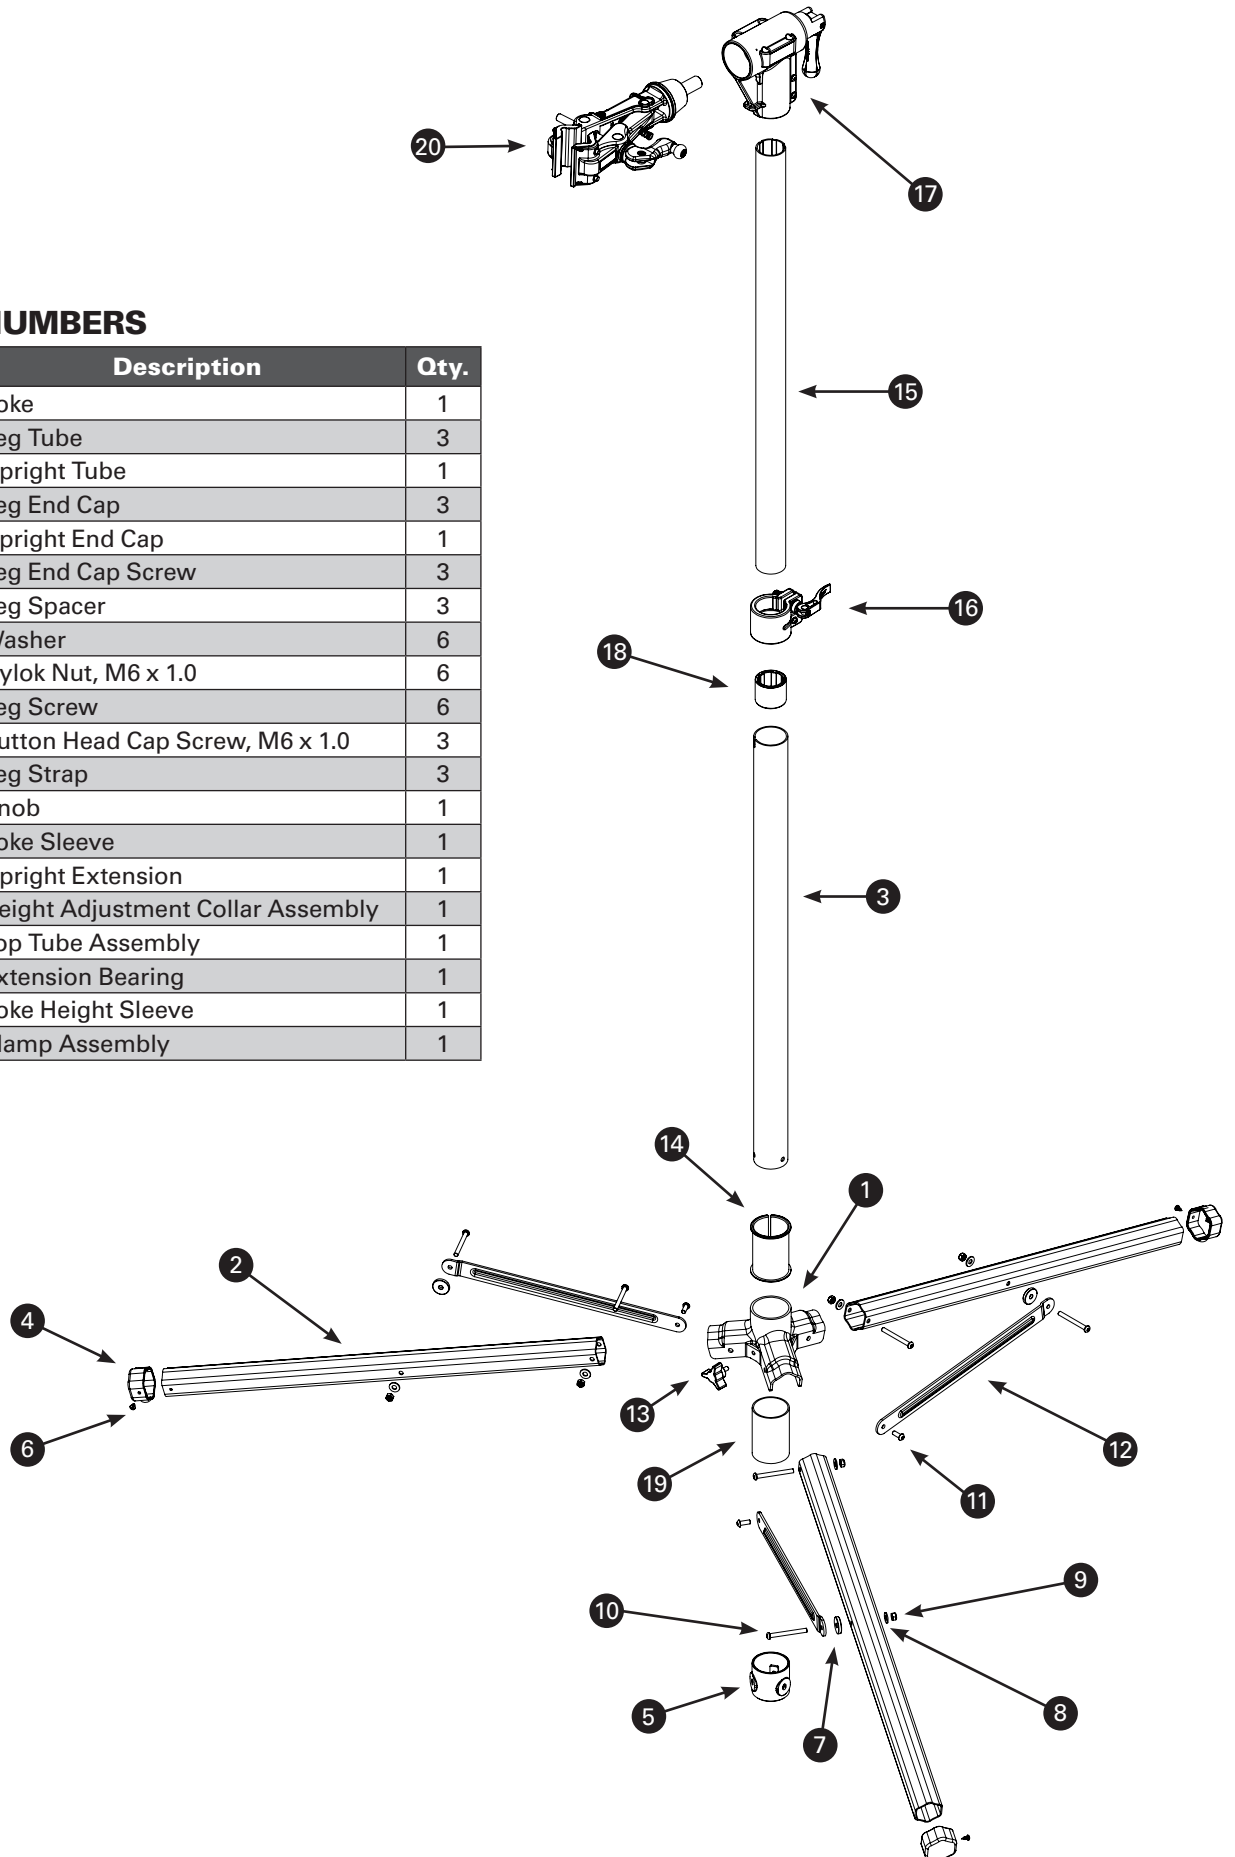 20
17
NUMBERS
Description Qty.
oke 1
eg Tube 3
pright Tube 1
eg End Cap 3
pright End Cap 1
eg End Cap Screw 3
eg Spacer 3
asher 6
ylok Nut, M6 x 1.0 6
eg Screw 6
utton Head Cap Screw, M6 x 1.0 3
eg Strap 3
nob 1
oke Sleeve 1
pright Extension 1
eight Adjustment Collar Assembly 1
op Tube Assembly 1
xtension Bearing 1
oke Height Sleeve 1
lamp Assembly 1
15
16
18
3
14
1
2
4
13
6
12
19
11
9
10
8
5
7